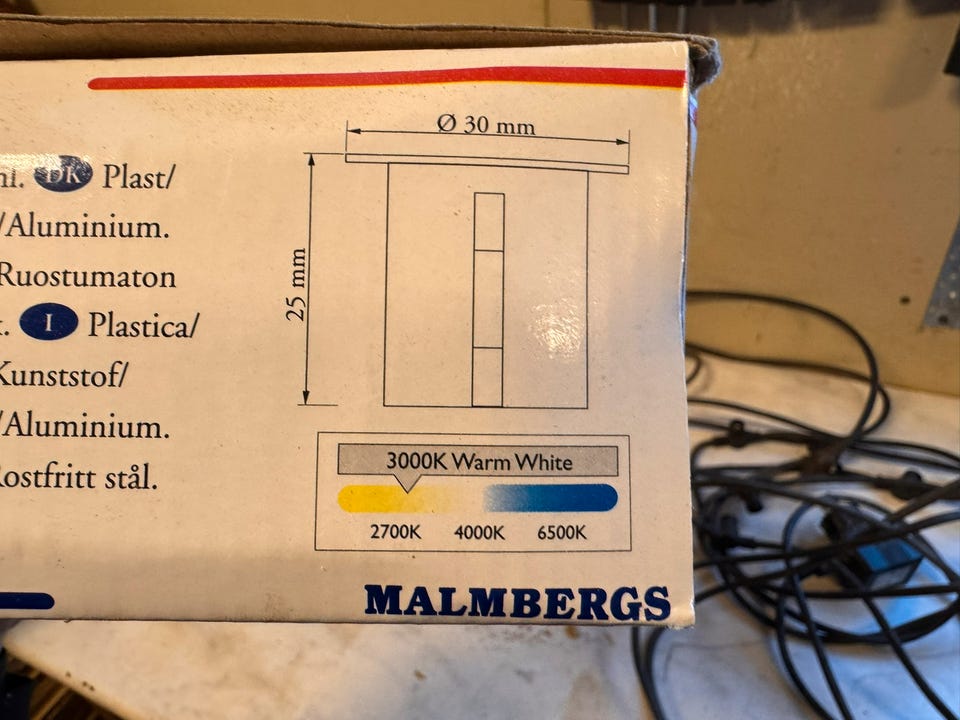 DK Plast/
/Aluminium.
Ruostumaton
I Plastica/
Kunststof/
/Aluminium.
Rostfritt stål.
Ø 30 mm
25 mm
3000K Warm White
2700K 4000K 6500K
MALMBERGS